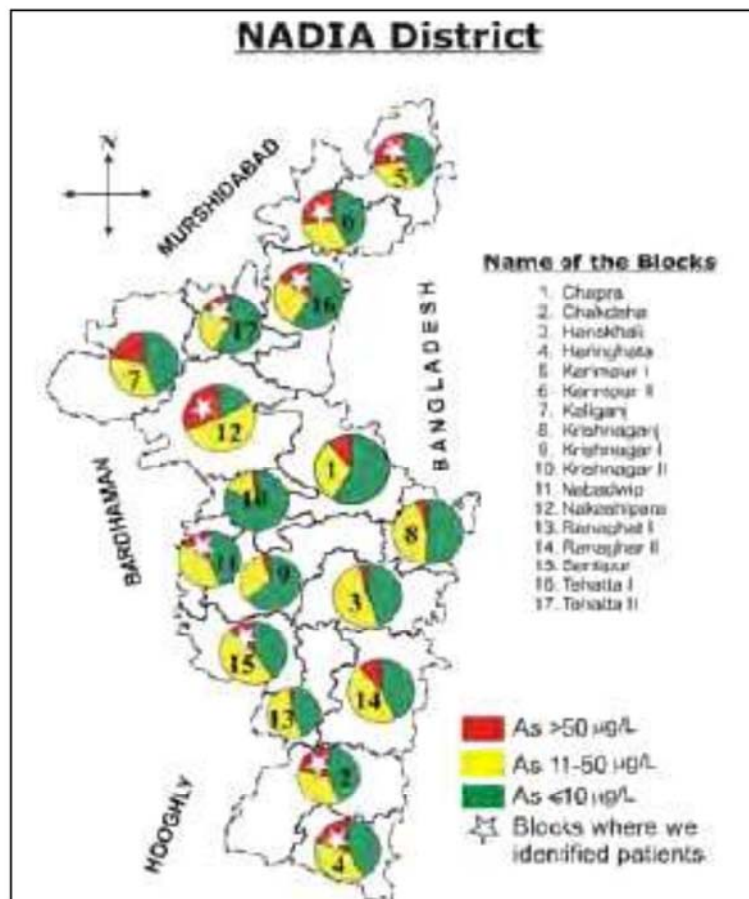 NADIA District
N
MURSHIDABAD
5
6
16
17
7
12
1
BANGLADESH
BARDHAMAN
10
8
11
9
3
15
14
13
2
4
HOOGHLY
Name of the Blocks
1. Chapra
2. Chakdaha
3. Hanskhali
4. Haringhata
5 Karimpur I
6 Karimpur II
7. Kaliganj
8. Krishnaganj
9. Krishnagar I
10. Krishnagar II
11. Nabadwip
12. Nakashipara
13. Ranaghat I
14. Ranaghat II
15. Santipur
16. Tehatta I
17. Tehatta II
As >50 µg/L
As 11-50 µg/L
As ≤10 µg/L
Blocks where we
identified patients